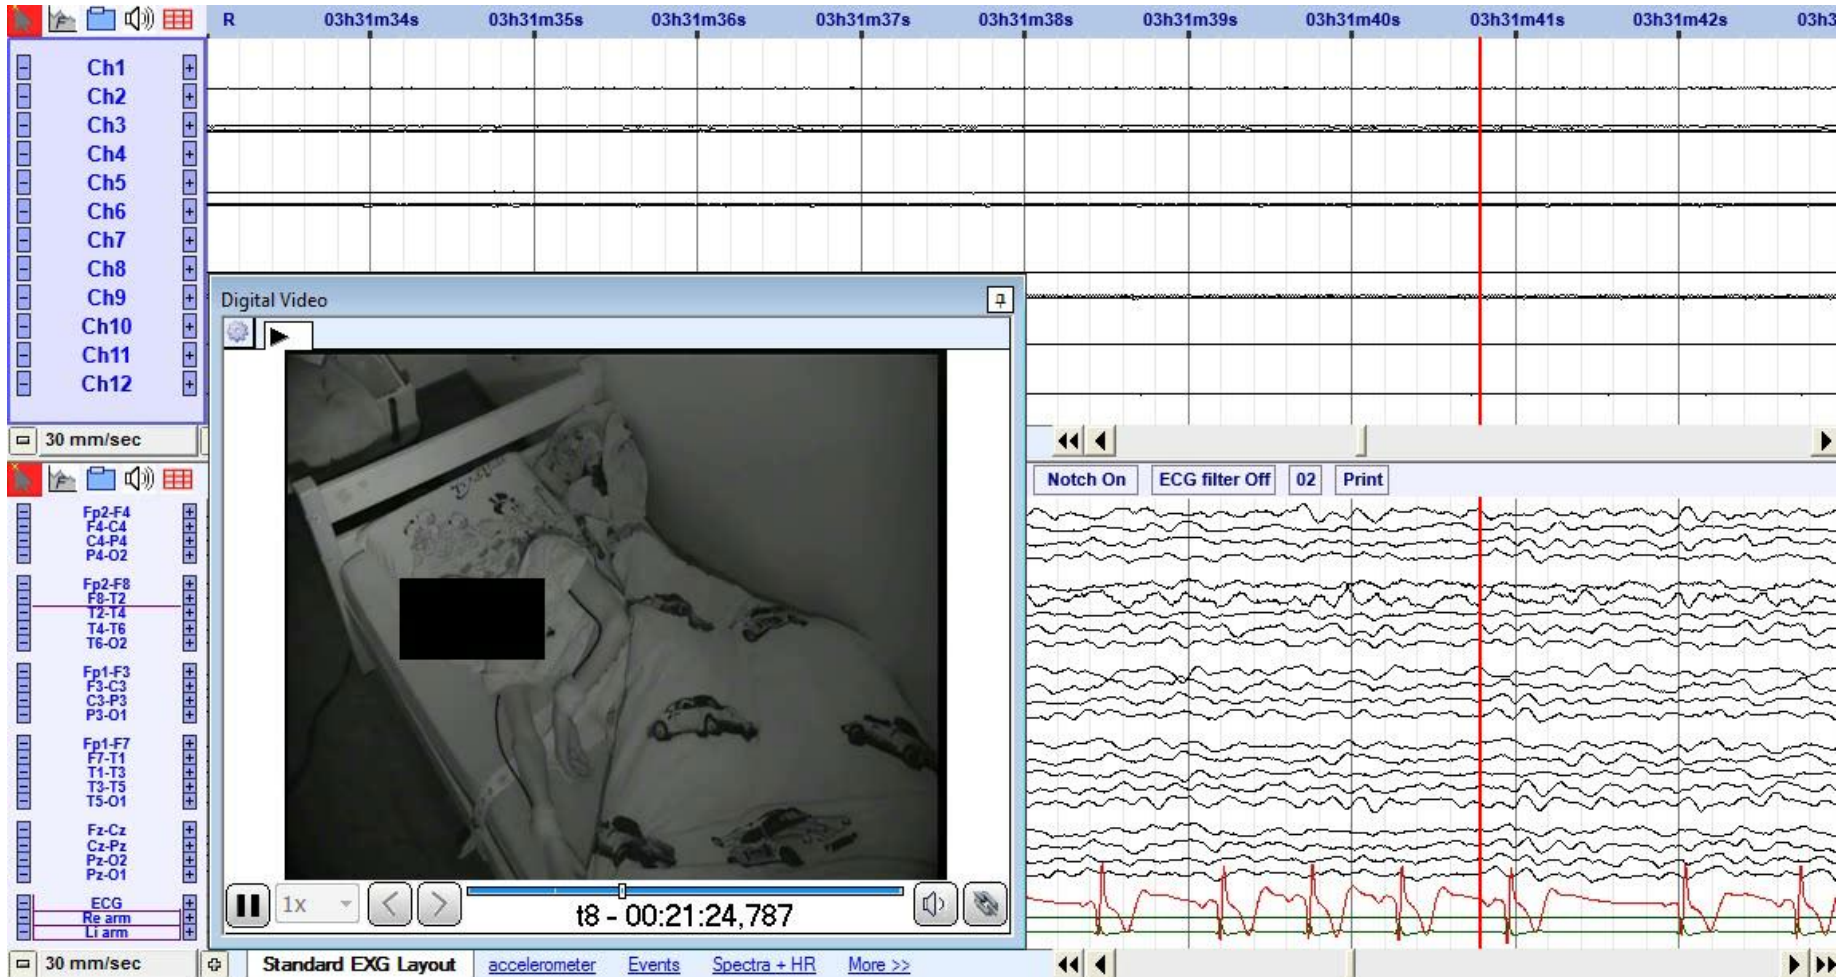 R 03h31m34s 03h31m35s 03h31m36s 03h31m37s 03h31m38s 03h31m39s 03h31m40s 03h31m41s 03h31m42s 03h3
Ch1
Ch2
Ch3
Ch4
Ch5
Ch6
Ch7
Ch8
Ch9
Ch10
Ch11
Ch12
30 mm/sec
Digital Video
1x
t8 - 00:21:24,787
Notch On ECG filter Off 02 Print
Fp2-F4
F4-C4
C4-P4
P4-O2
Fp2-F8
F8-T2
T2-T4
T4-T6
T6-O2
Fp1-F3
F3-C3
C3-P3
P3-O1
Fp1-F7
F7-T1
T1-T3
T3-T5
T5-O1
Fz-Cz
Cz-Pz
Pz-O2
Pz-O1
ECG
Re arm
Li arm
30 mm/sec Standard EXG Layout accelerometer Events Spectra + HR More >>